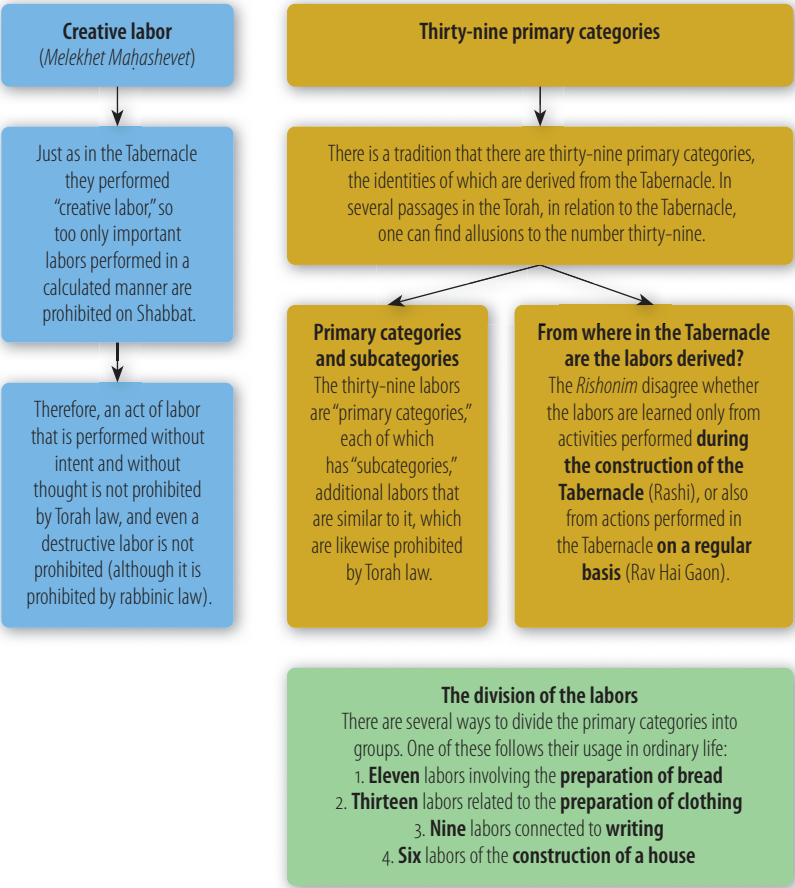 Creative labor
(Melekhet Maḥashevet)
Just as in the Tabernacle
they performed
“creative labor,” so
too only important
labors performed in a
calculated manner are
prohibited on Shabbat.
Therefore, an act of labor
that is performed without
intent and without
thought is not prohibited
by Torah law, and even a
destructive labor is not
prohibited (although it is
prohibited by rabbinic law).
Thirty-nine primary categories
There is a tradition that there are thirty-nine primary categories,
the identities of which are derived from the Tabernacle. In
several passages in the Torah, in relation to the Tabernacle,
one can find allusions to the number thirty-nine.
Primary categories
and subcategories
The thirty-nine labors
are “primary categories,”
each of which
has “subcategories,”
additional labors that
are similar to it, which
are likewise prohibited
by Torah law.
From where in the Tabernacle
are the labors derived?
The Rishonim disagree whether
the labors are learned only from
activities performed during
the construction of the
Tabernacle (Rashi), or also
from actions performed in
the Tabernacle on a regular
basis (Rav Hai Gaon).
The division of the labors
There are several ways to divide the primary categories into
groups. One of these follows their usage in ordinary life:
1. Eleven labors involving the preparation of bread
2. Thirteen labors related to the preparation of clothing
3. Nine labors connected to writing
4. Six labors of the construction of a house